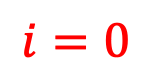 i = 0